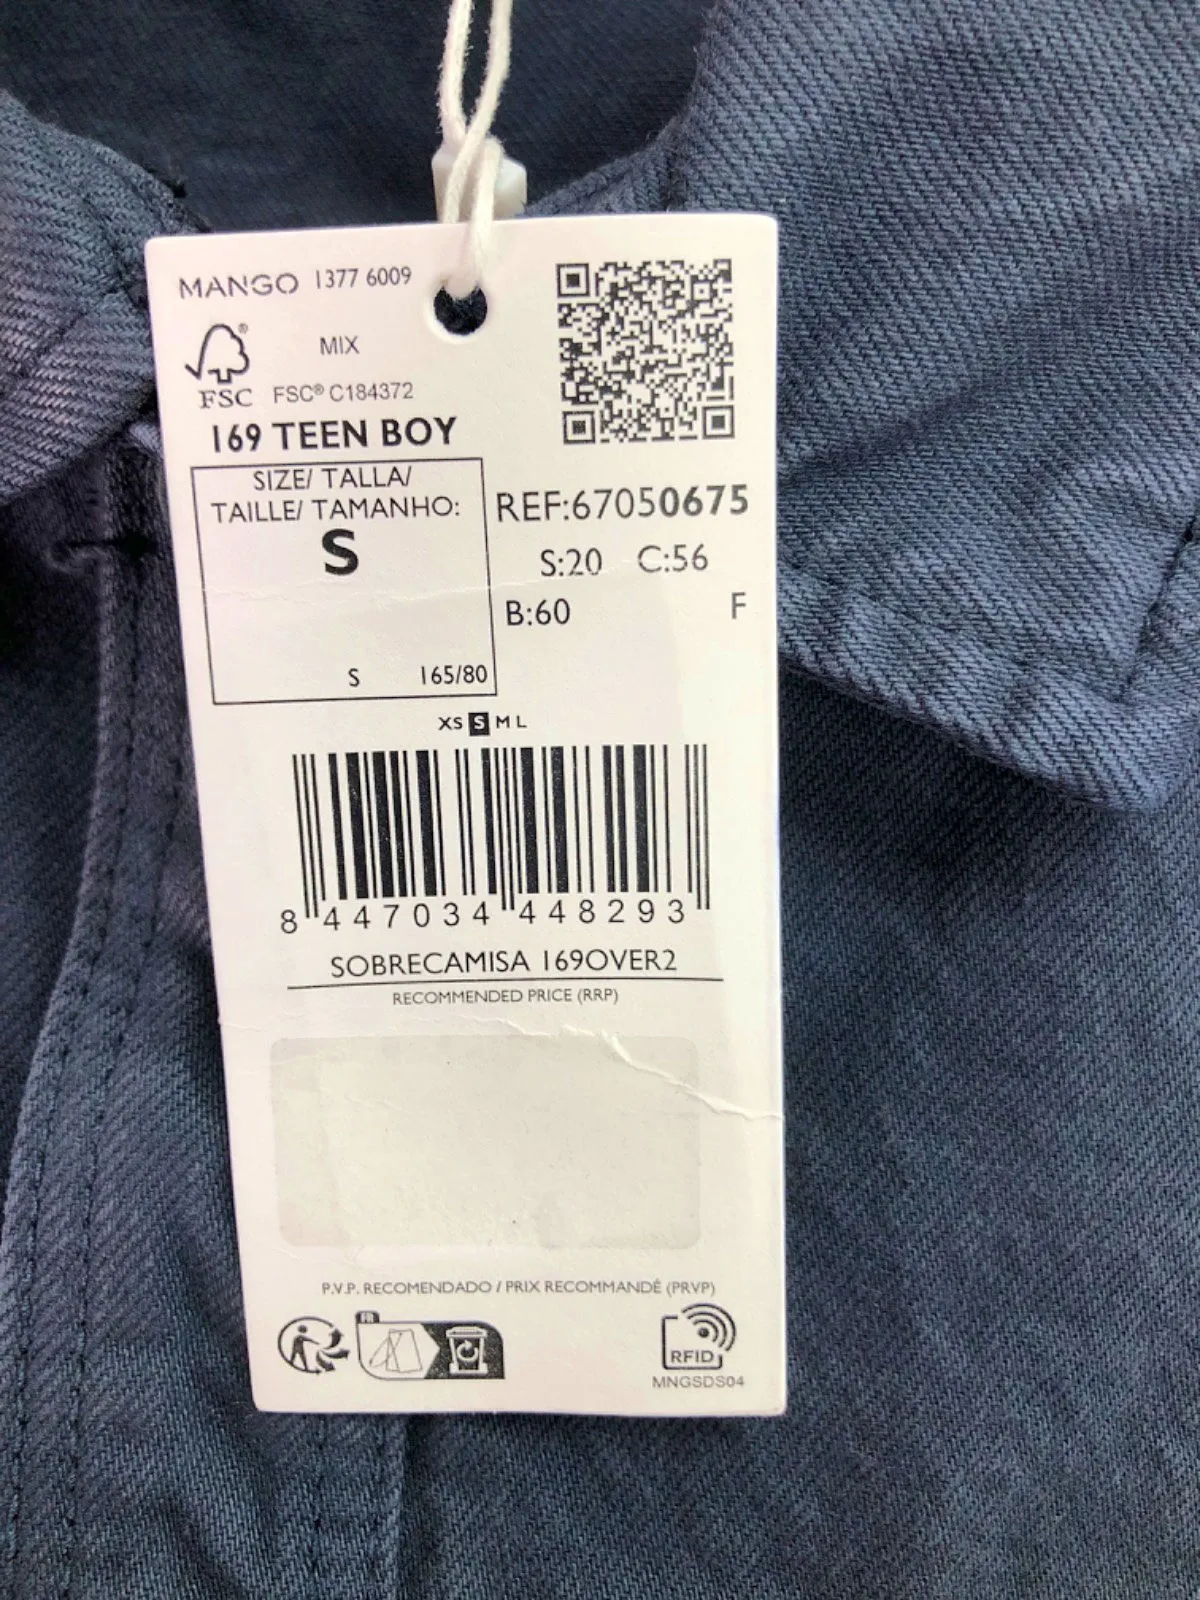 MANGO 1377 6009
MIX
FSC® C184372
FSC
169 TEEN BOY
SIZE/ TALLA/
TAILLE/ TAMANHO:
S
S 165/80
REF:67050675
S:20 C:56
B:60 F
XS S M L
8 447034 448293
SOBRECAMISA 169OVER2
RECOMMENDED PRICE (RRP)
P.V.P. RECOMENDADO / PRIX RECOMMANDÉ (PRVP)
FR
RFID
MNGSDS04